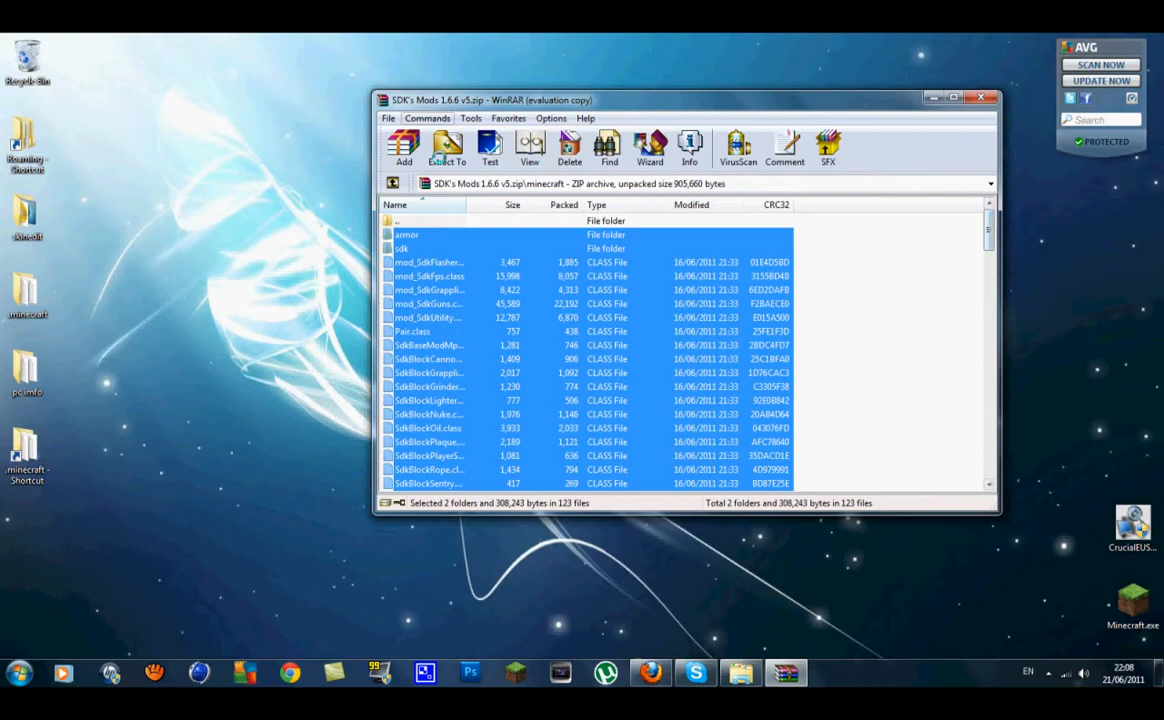 Recycle Bin
Roaming - Shortcut
skinedit
.minecraft
pc imfo
.minecraft - Shortcut
AVG
SCAN NOW
UPDATE NOW
Search
PROTECTED
SDK's Mods 1.6.6 v5.zip - WinRAR (evaluation copy)
File Commands Tools Favorites Options Help
Add Extract To Test View Delete Find Wizard Info VirusScan Comment SFX
SDK's Mods 1.6.6 v5.zip\minecraft - ZIP archive, unpacked size 905,660 bytes
Name Size Packed Type Modified CRC32
.. File folder
armor File folder
sdk File folder
mod_SdkFlasher... 3,467 1,885 CLASS File 16/06/2011 21:33 01E4D5BD
mod_SdkFps.class 15,998 8,057 CLASS File 16/06/2011 21:33 3155BD4B
mod_SdkGrappli... 8,422 4,313 CLASS File 16/06/2011 21:33 6ED2DAFB
mod_SdkGuns.c... 45,589 22,192 CLASS File 16/06/2011 21:33 F2BAECE0
mod_SdkUtility.... 12,787 6,870 CLASS File 16/06/2011 21:33 E015A500
Pair.class 757 438 CLASS File 16/06/2011 21:33 25FE1F3D
SdkBaseModMp... 1,281 746 CLASS File 16/06/2011 21:33 2BDC4FD7
SdkBlockCanno... 1,409 906 CLASS File 16/06/2011 21:33 25C1BFA0
SdkBlockGrappli... 2,017 1,092 CLASS File 16/06/2011 21:33 1D76CAC3
SdkBlockGrinder... 1,230 774 CLASS File 16/06/2011 21:33 C3305F38
SdkBlockLighter... 777 506 CLASS File 16/06/2011 21:33 92E0B842
SdkBlockNuke.c... 1,976 1,146 CLASS File 16/06/2011 21:33 20AB4D64
SdkBlockOil.class 3,933 2,033 CLASS File 16/06/2011 21:33 043076FD
SdkBlockPlaque... 2,189 1,121 CLASS File 16/06/2011 21:33 AFC78640
SdkBlockPlayerS... 1,081 636 CLASS File 16/06/2011 21:33 35DACD1E
SdkBlockRope.cl... 1,434 794 CLASS File 16/06/2011 21:33 4D979991
SdkBlockSentry.... 417 269 CLASS File 16/06/2011 21:33 BD87E25E
Selected 2 folders and 308,243 bytes in 123 files Total 2 folders and 308,243 bytes in 123 files
CrucialEUS...
Minecraft.exe
99
Ps
EN
22:08
21/06/2011